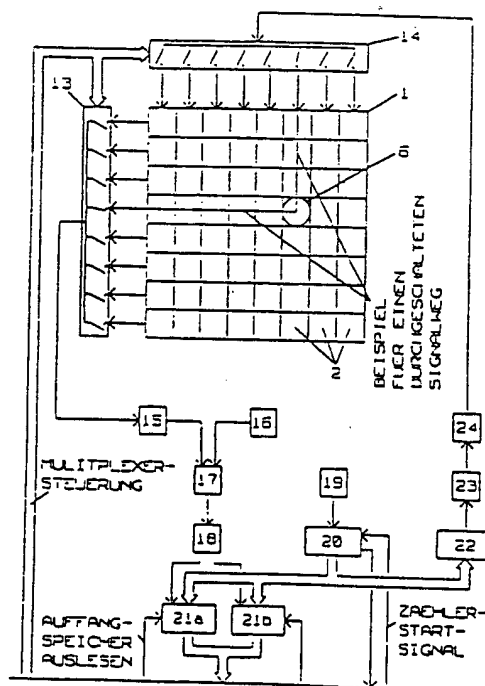 14
13
1
8
2
BEISPIEL
FUER EINEN
DURCHGESCHALTETEN
SIGNALWEG
15
16
24
MULITPLEXER-
STEUERUNG
17
19
23
18
20
22
21a
21b
AUFFANG-
SPEICHER
AUSLESEN
ZAEHLER-
START-
SIGNAL